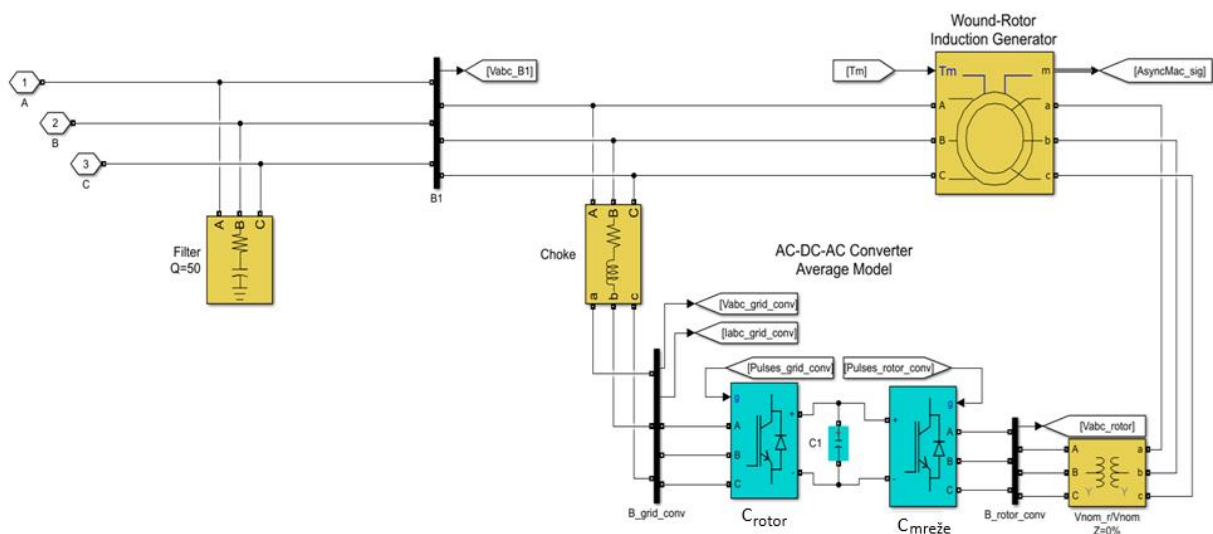 Wound-Rotor
Induction Generator
1
A
2
B
3
C
[Vabc_B1]
[Tm]
Tm
m
[AsyncMac_sig]
A
a
B
b
C
c
B1
A
B
C
Filter
Q=50
A
B
C
Choke
a
b
c
AC-DC-AC Converter
Average Model
[Vabc_grid_conv]
[Iabc_grid_conv]
[Pulses_grid_conv]
[Pulses_rotor_conv]
g
A
B
C
+
-
C1
+
-
g
A
B
C
[Vabc_rotor]
A
a
B
b
C
c
Y
Y
B_grid_conv
Crotor
Cmreže
B_rotor_conv
Vnom_r/Vnom
Z=0%